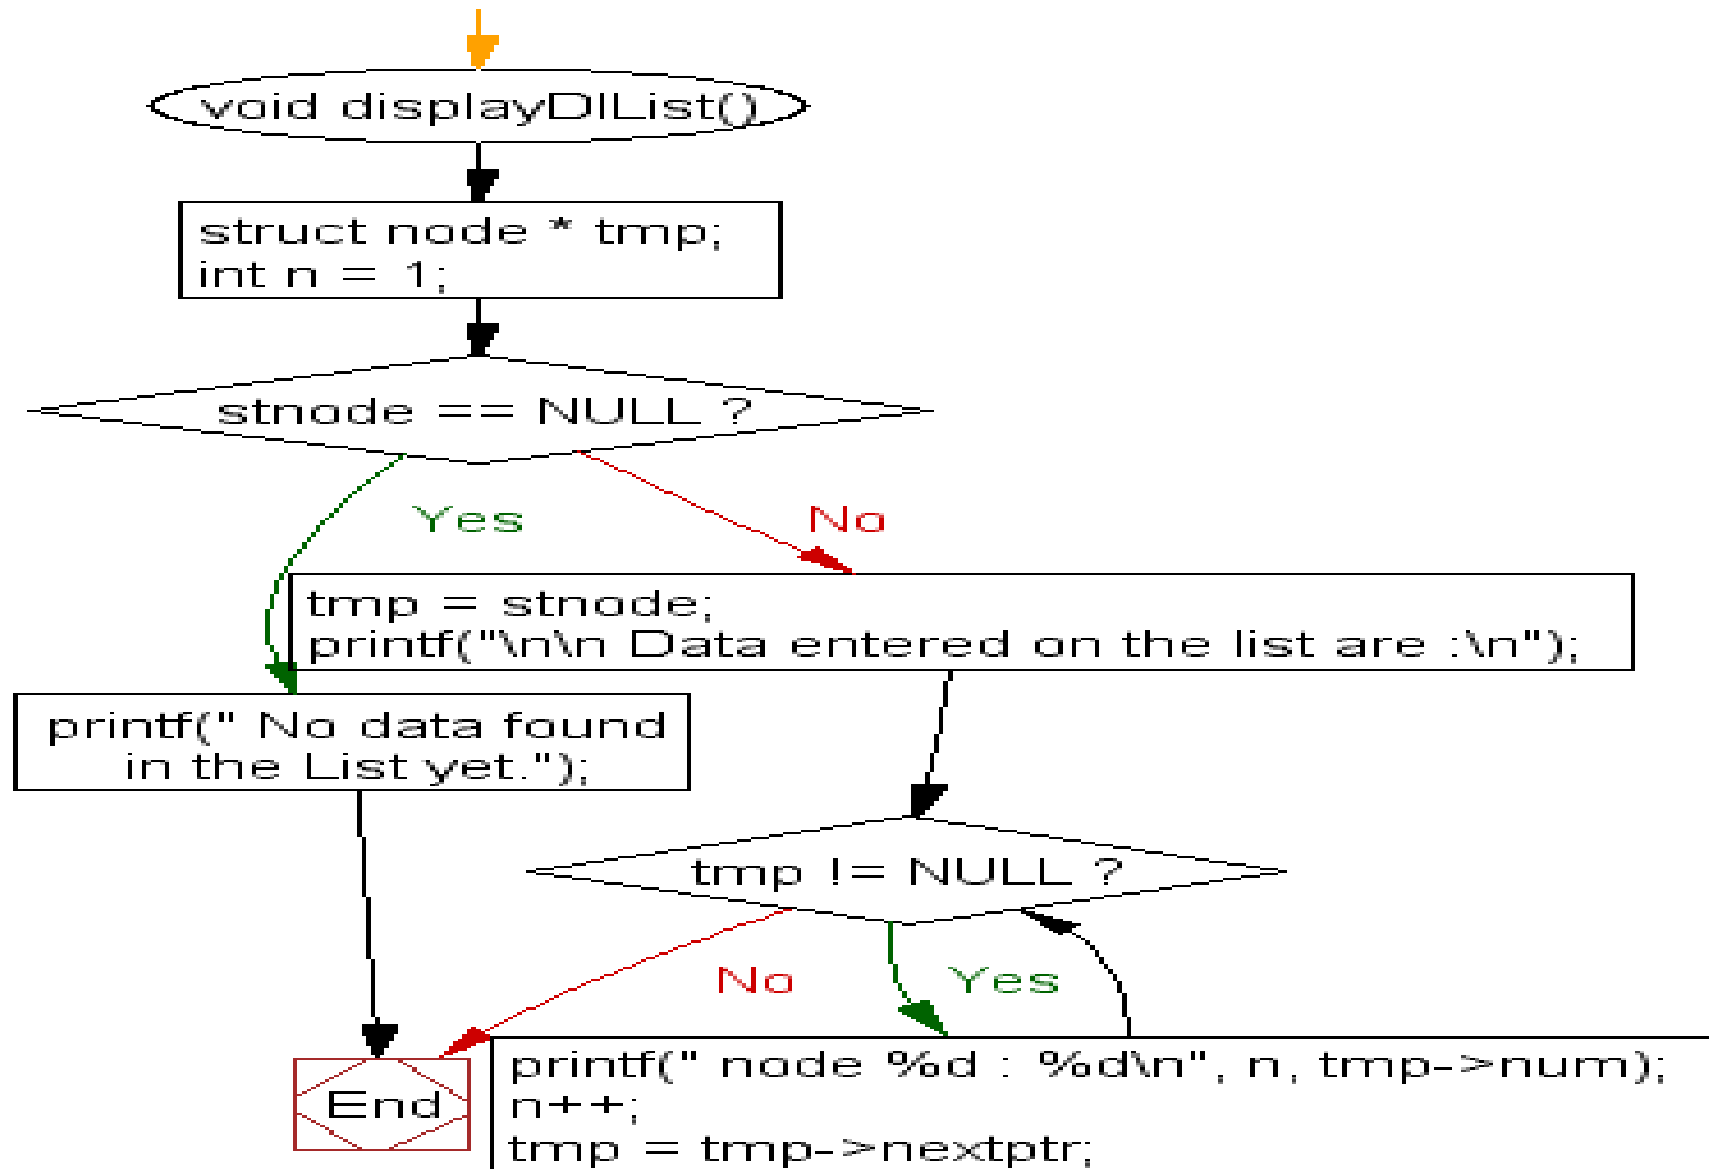 void displayDlList()
struct node * tmp;
int n = 1;
stnode == NULL ?
Yes
No
tmp = stnode;
printf("\n\n Data entered on the list are :\n");
printf(" No data found
in the List yet.");
tmp != NULL ?
No
Yes
End
printf(" node %d : %d\n", n, tmp->num);
n++;
tmp = tmp->nextptr;